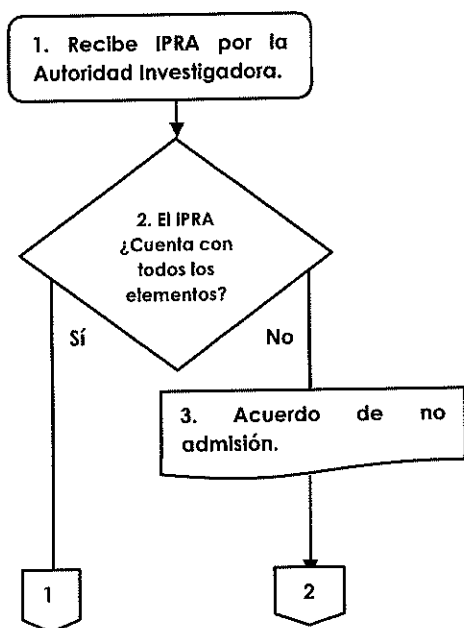 1. Recibe IPRA por la
Autoridad Investigadora.
2. El IPRA
¿Cuenta con
todos los
elementos?
Sí
No
3. Acuerdo de no
admisión.
1
2